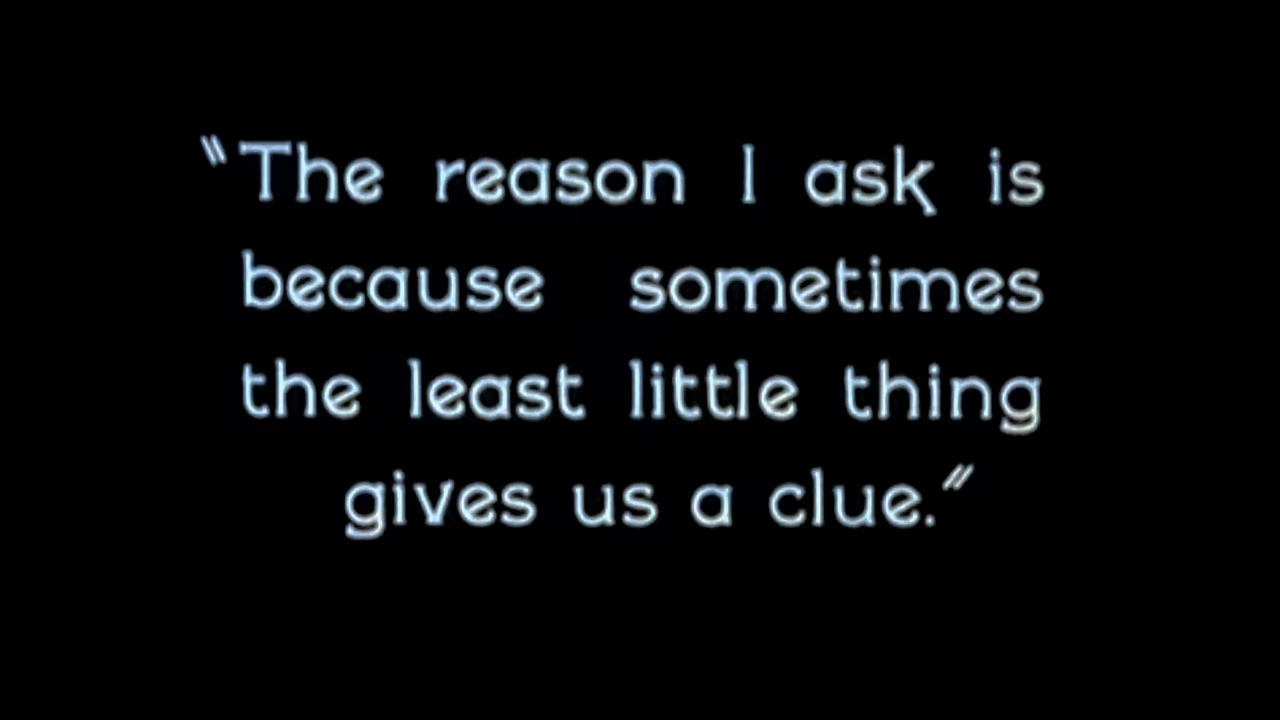 "The reason I ask is
because sometimes
the least little thing
gives us a clue."